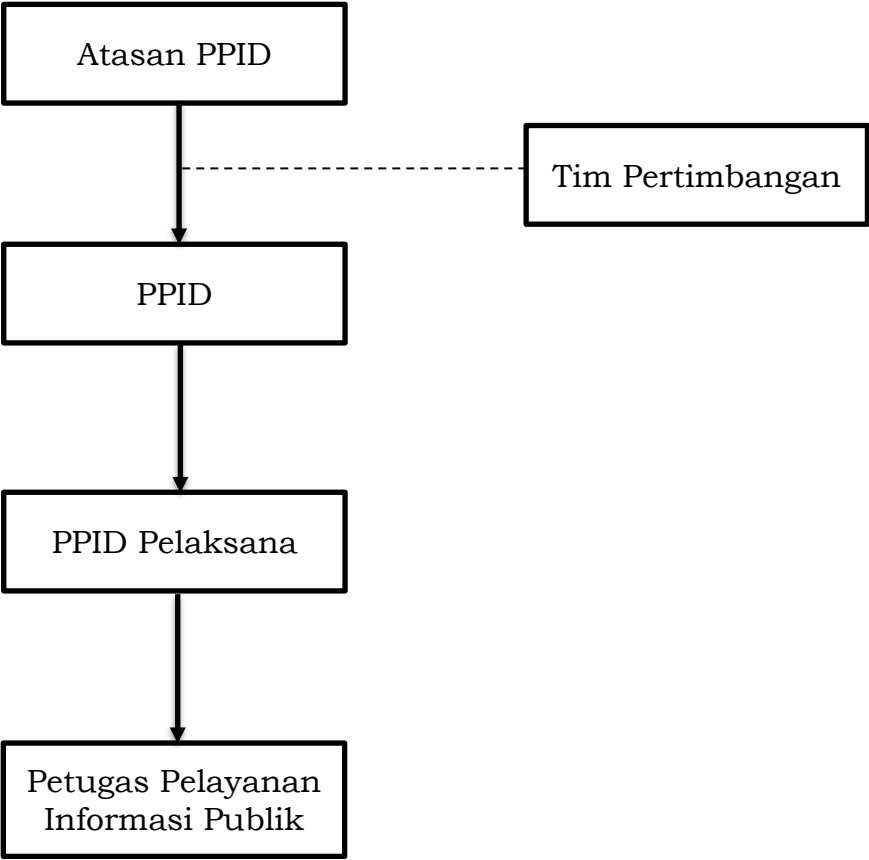 Atasan PPID
Tim Pertimbangan
PPID
PPID Pelaksana
Petugas Pelayanan
Informasi Publik